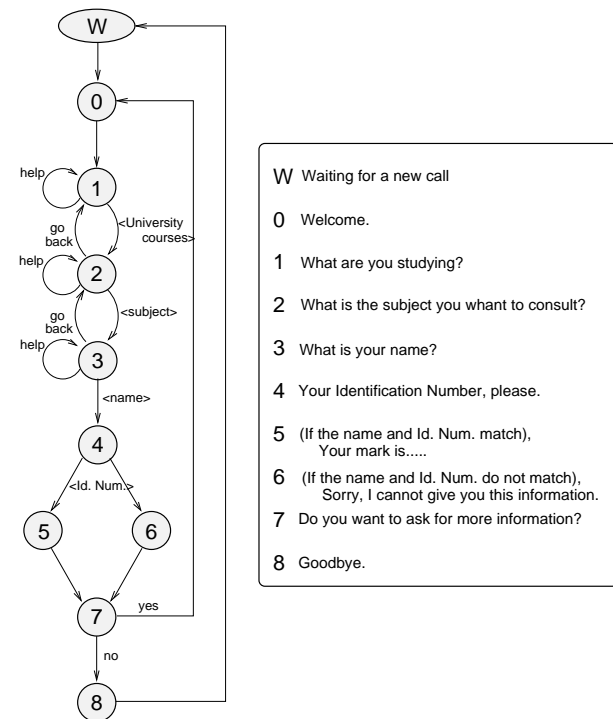 W
0
help
1
go
back
<University
courses>
help
2
go
back
<subject>
help
3
<name>
4
<Id. Num.>
5
6
7
yes
no
8
W Waiting for a new call
0 Welcome.
1 What are you studying?
2 What is the subject you whant to consult?
3 What is your name?
4 Your Identification Number, please.
5 (If the name and Id. Num. match),
Your mark is.....
6 (If the name and Id. Num. do not match),
Sorry, I cannot give you this information.
7 Do you want to ask for more information?
8 Goodbye.